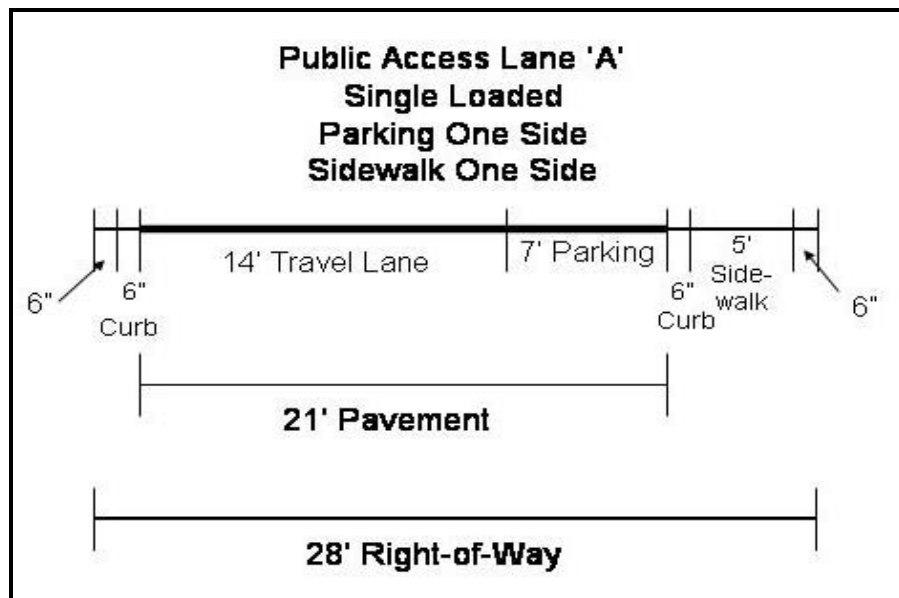 Public Access Lane 'A'
Single Loaded
Parking One Side
Sidewalk One Side
14' Travel Lane
7' Parking
5'
Side-
walk
6"
6"
Curb
6"
Curb
6"
21' Pavement
28' Right-of-Way